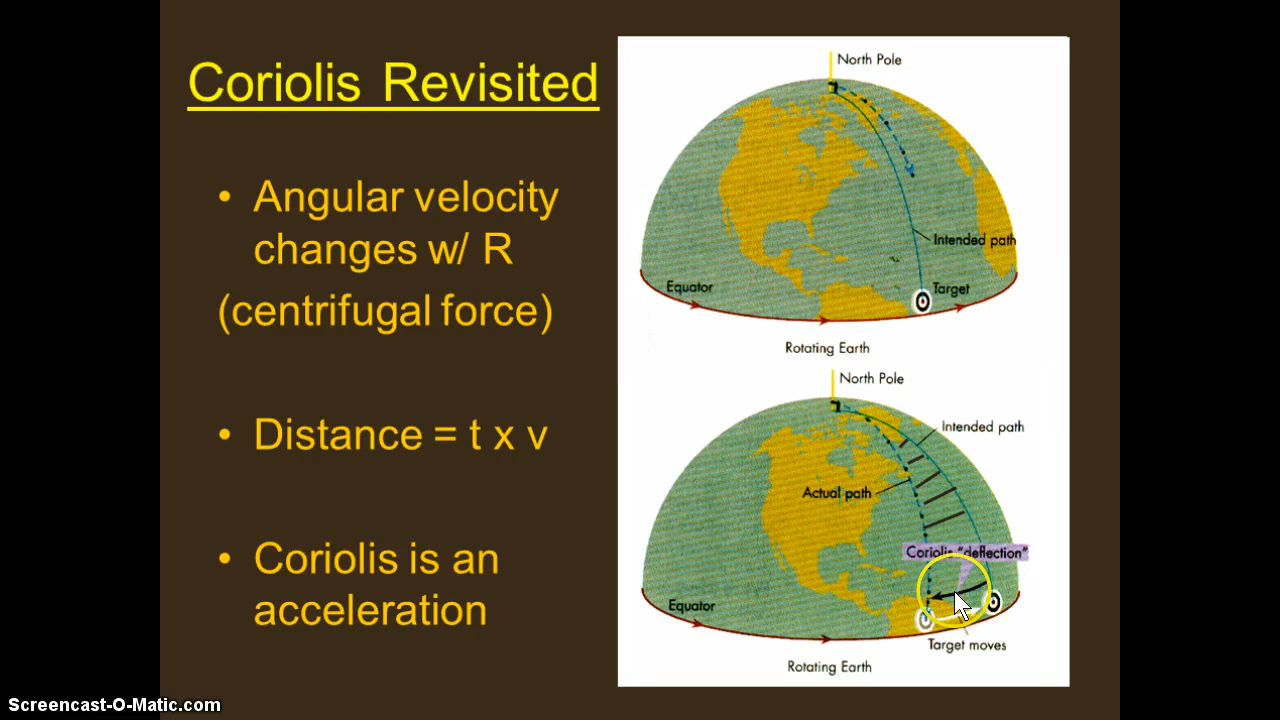 Coriolis Revisited
• Angular velocity
changes w/ R
(centrifugal force)
• Distance = t x v
• Coriolis is an
acceleration
North Pole
Intended path
Equator
Target
Rotating Earth
North Pole
Intended path
Actual path
Coriolis "deflection"
Equator
Target moves
Rotating Earth
Screencast-O-Matic.com